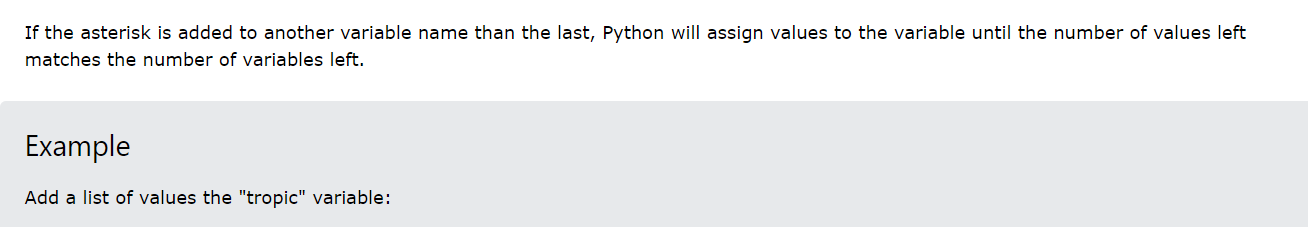 If the asterisk is added to another variable name than the last, Python will assign values to the variable until the number of values left
matches the number of variables left.
Example
Add a list of values the "tropic" variable: